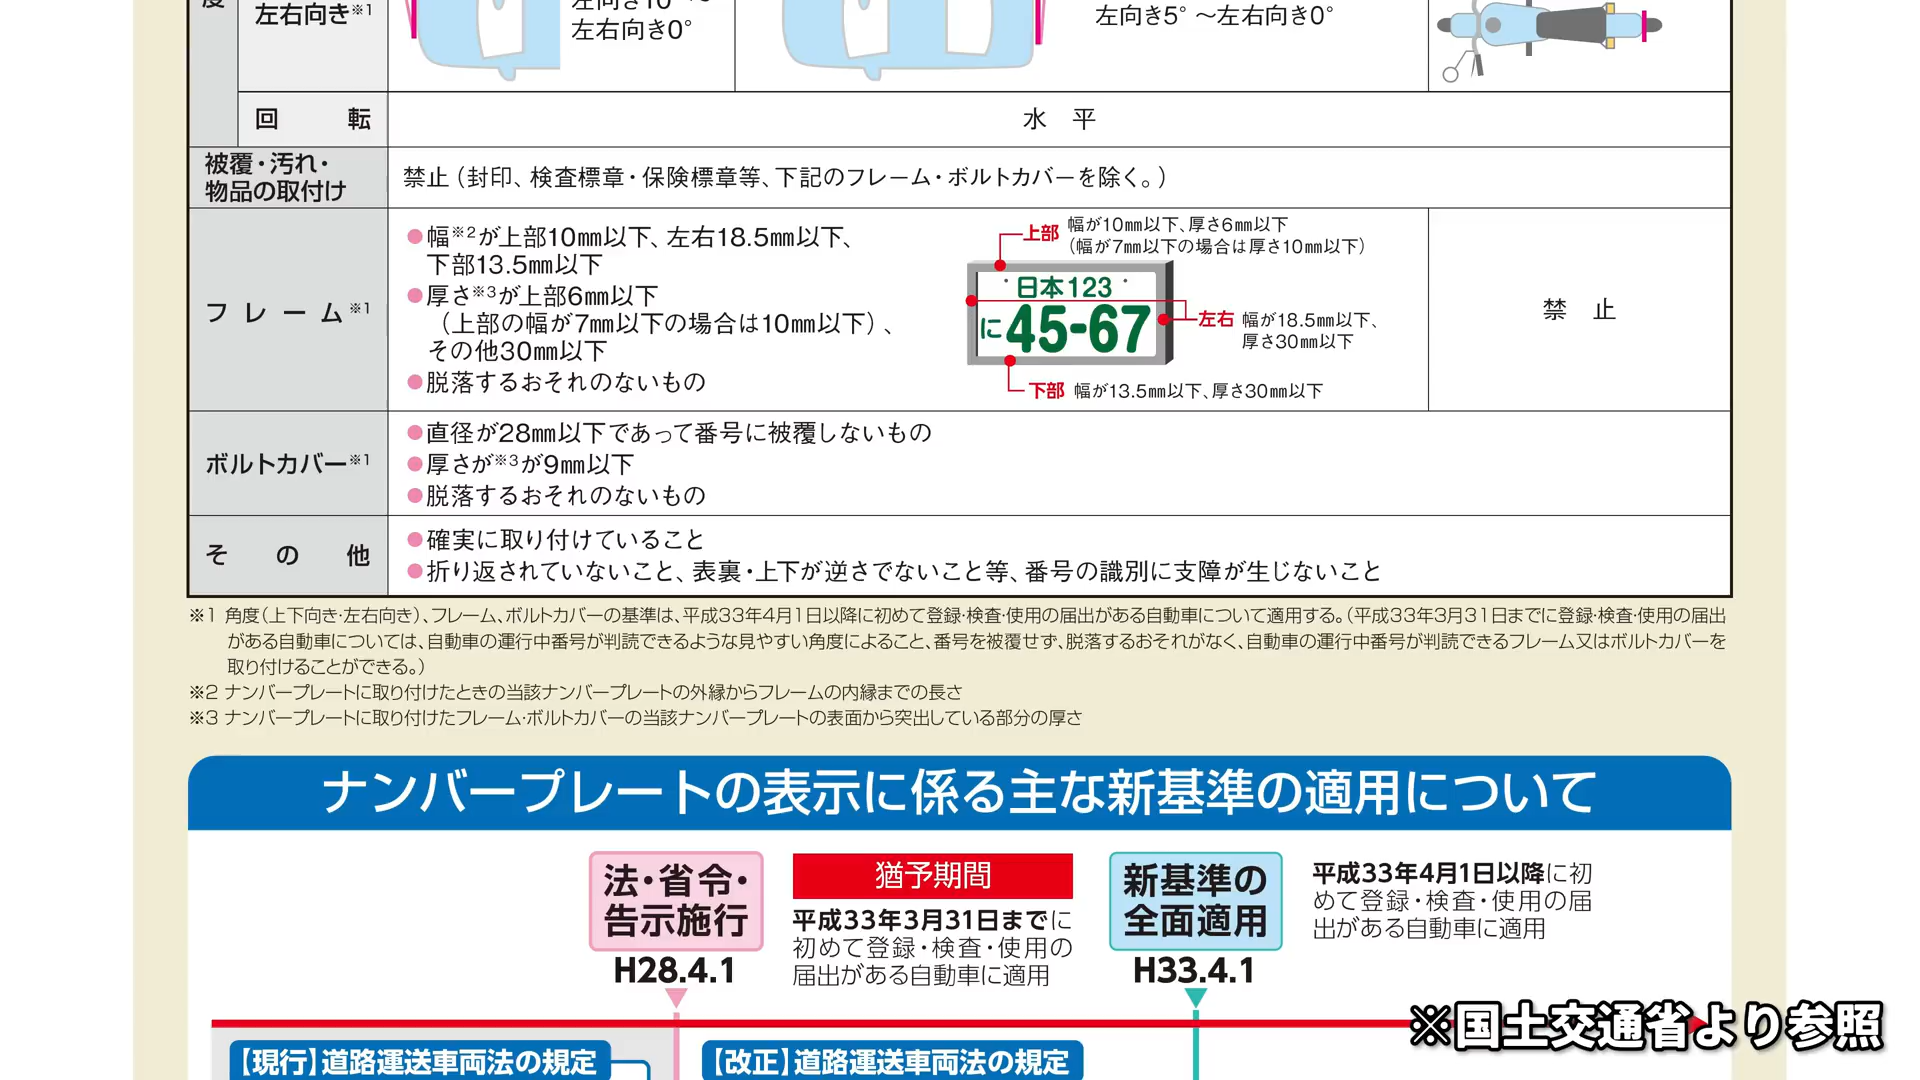 左右向き※1
左右向き0°
左向き5° ～左右向き0°
回転
水平
被覆・汚れ・
物品の取付け
禁止（封印、検査標章・保険標章等、下記のフレーム・ボルトカバーを除く。）
フレーム※1
●幅※2が上部10㎜以下、左右18.5㎜以下、
下部13.5㎜以下
●厚さ※3が上部6㎜以下
（上部の幅が7㎜以下の場合は10㎜以下）、
その他30㎜以下
●脱落するおそれのないもの
上部 幅が10㎜以下、厚さ6㎜以下
（幅が7㎜以下の場合は厚さ10㎜以下）
日本123
に45-67
左右 幅が18.5㎜以下、
厚さ30㎜以下
下部 幅が13.5㎜以下、厚さ30㎜以下
禁止
ボルトカバー※1
●直径が28㎜以下であって番号に被覆しないもの
●厚さが※3が9㎜以下
●脱落するおそれのないもの
その他
●確実に取り付けていること
●折り返されていないこと、表裏・上下が逆さでないこと等、番号の識別に支障が生じないこと
※1 角度（上下向き・左右向き）、フレーム、ボルトカバーの基準は、平成33年4月1日以降に初めて登録・検査・使用の届出がある自動車について適用する。（平成33年3月31日までに登録・検査・使用の届出
がある自動車については、自動車の運行中番号が判読できるような見やすい角度によること、番号を被覆せず、脱落するおそれがなく、自動車の運行中番号が判読できるフレーム又はボルトカバーを
取り付けることができる。）
※2 ナンバープレートに取り付けたときの当該ナンバープレートの外縁からフレームの内縁までの長さ
※3 ナンバープレートに取り付けたフレーム・ボルトカバーの当該ナンバープレートの表面から突出している部分の厚さ
ナンバープレートの表示に係る主な新基準の適用について
法・省令・
告示施行
H28.4.1
猶予期間
平成33年3月31日までに
初めて登録・検査・使用の
届出がある自動車に適用
新基準の
全面適用
H33.4.1
平成33年4月1日以降に初
めて登録・検査・使用の届
出がある自動車に適用
※国土交通省より参照
【現行】道路運送車両法の規定
【改正】道路運送車両法の規定